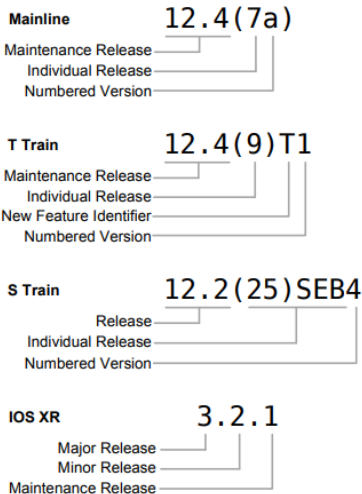 Mainline 12.4(7a)
Maintenance Release
Individual Release
Numbered Version
T Train 12.4(9)T1
Maintenance Release
Individual Release
New Feature Identifier
Numbered Version
S Train 12.2(25)SEB4
Release
Individual Release
Numbered Version
IOS XR 3.2.1
Major Release
Minor Release
Maintenance Release